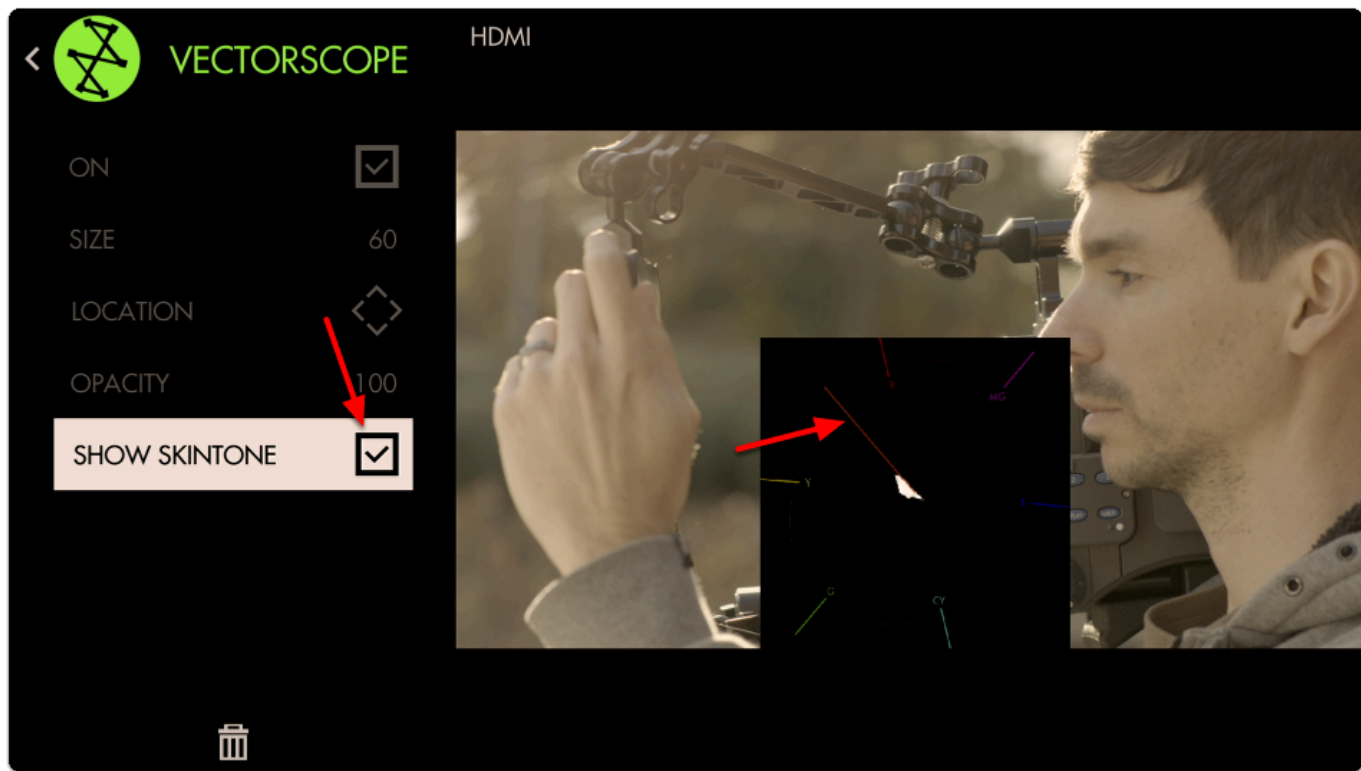 VECTORSCOPE
HDMI
ON
SIZE 60
LOCATION
OPACITY 100
SHOW SKINTONE
MG
Y
G
CY